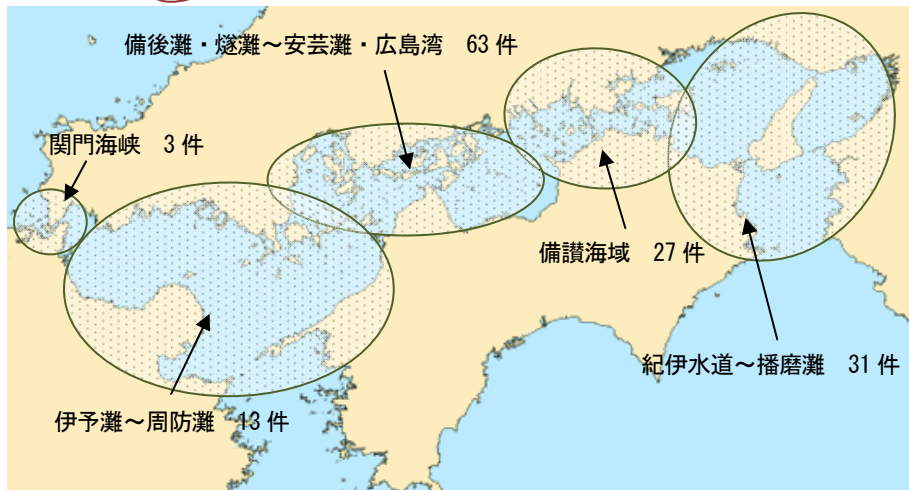 備後灘・燧灘～安芸灘・広島湾 63 件
関門海峡 3 件
備讃海域 27 件
紀伊水道～播磨灘 31 件
伊予灘～周防灘 13 件